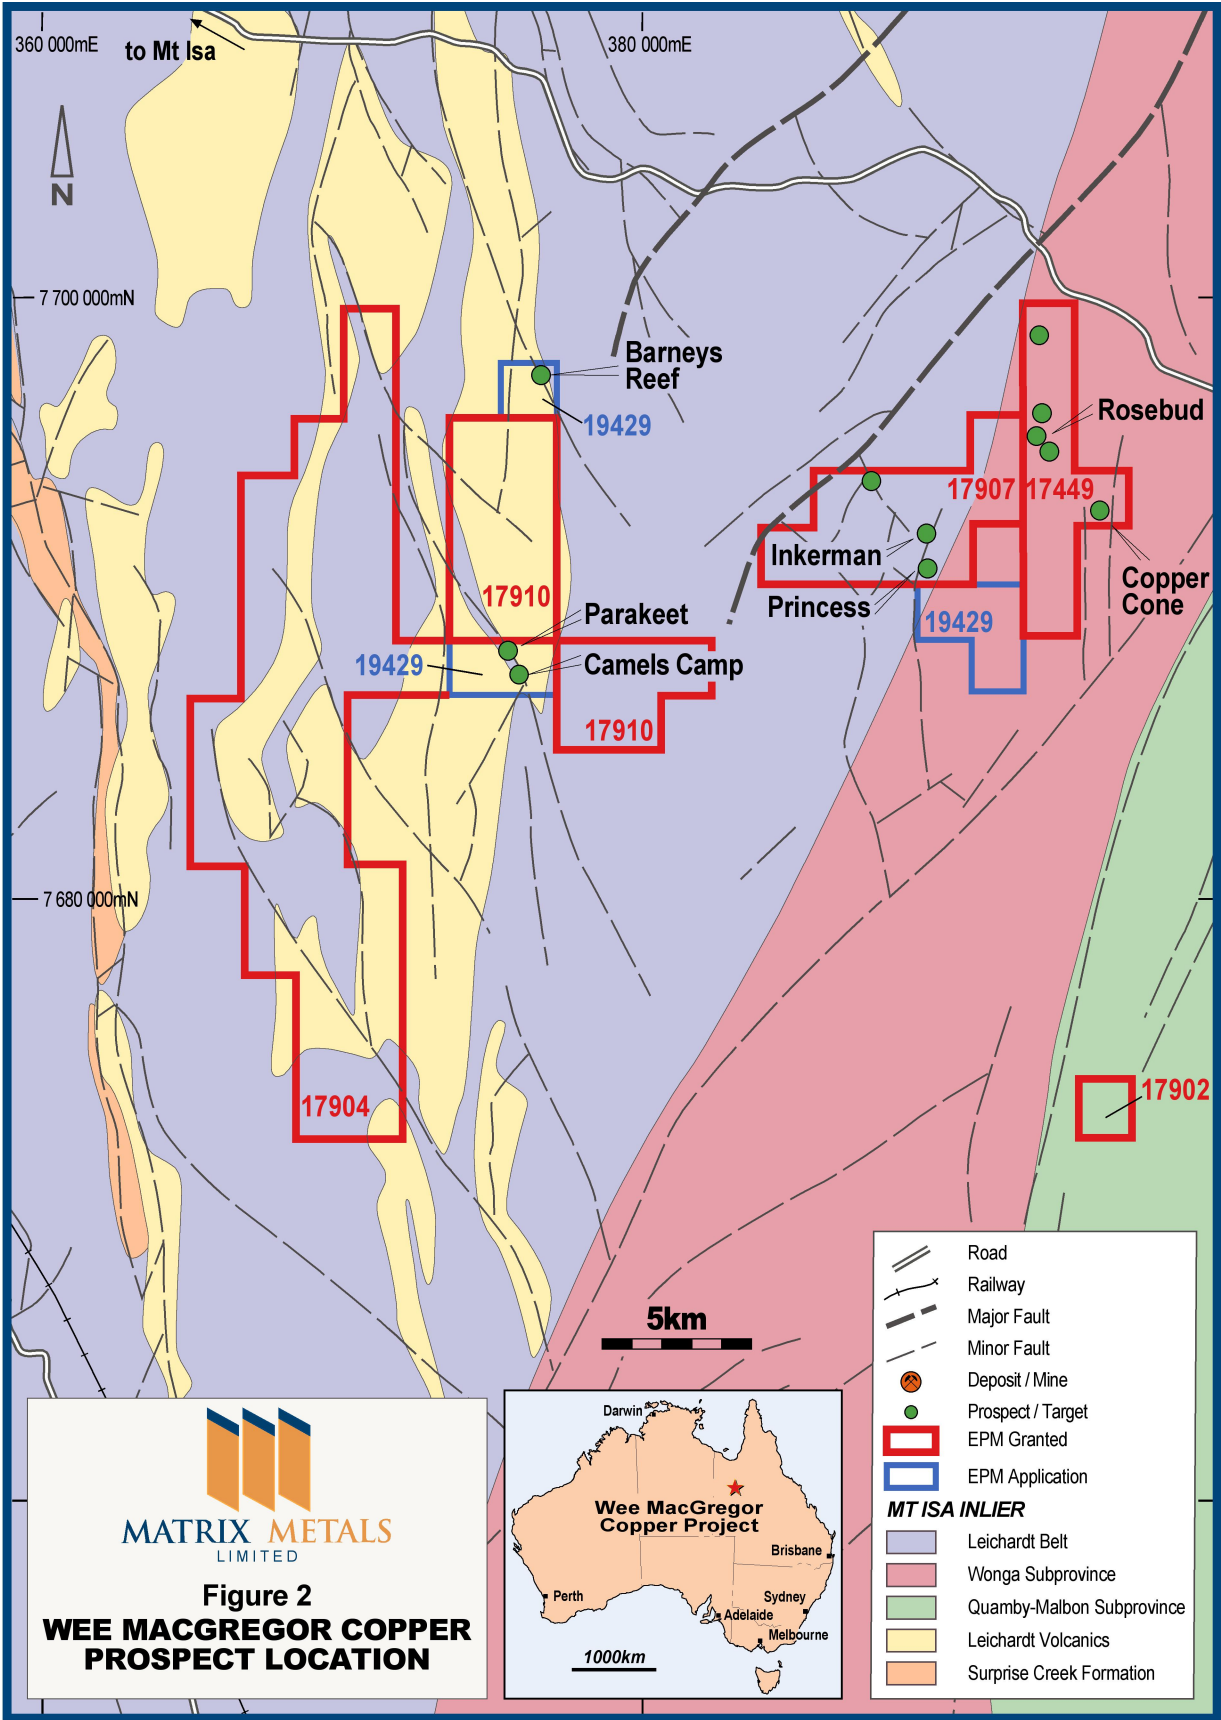 360 000mE
380 000mE
to Mt Isa
N
7 700 000mN
Barneys
Reef
19429
Rosebud
17907
17449
Inkerman
Princess
Copper
Cone
19429
17910
Parakeet
19429
Camels Camp
17910
7 680 000mN
17904
17902
5km
Road
Railway
Major Fault
Minor Fault
Deposit / Mine
Prospect / Target
EPM Granted
EPM Application
MT ISA INLIER
Leichardt Belt
Wonga Subprovince
Quamby-Malbon Subprovince
Leichardt Volcanics
Surprise Creek Formation
MATRIX METALS
LIMITED
Figure 2
WEE MACGREGOR COPPER
PROSPECT LOCATION
Darwin
Wee MacGregor
Copper Project
Brisbane
Perth
Sydney
Adelaide
Melbourne
1000km